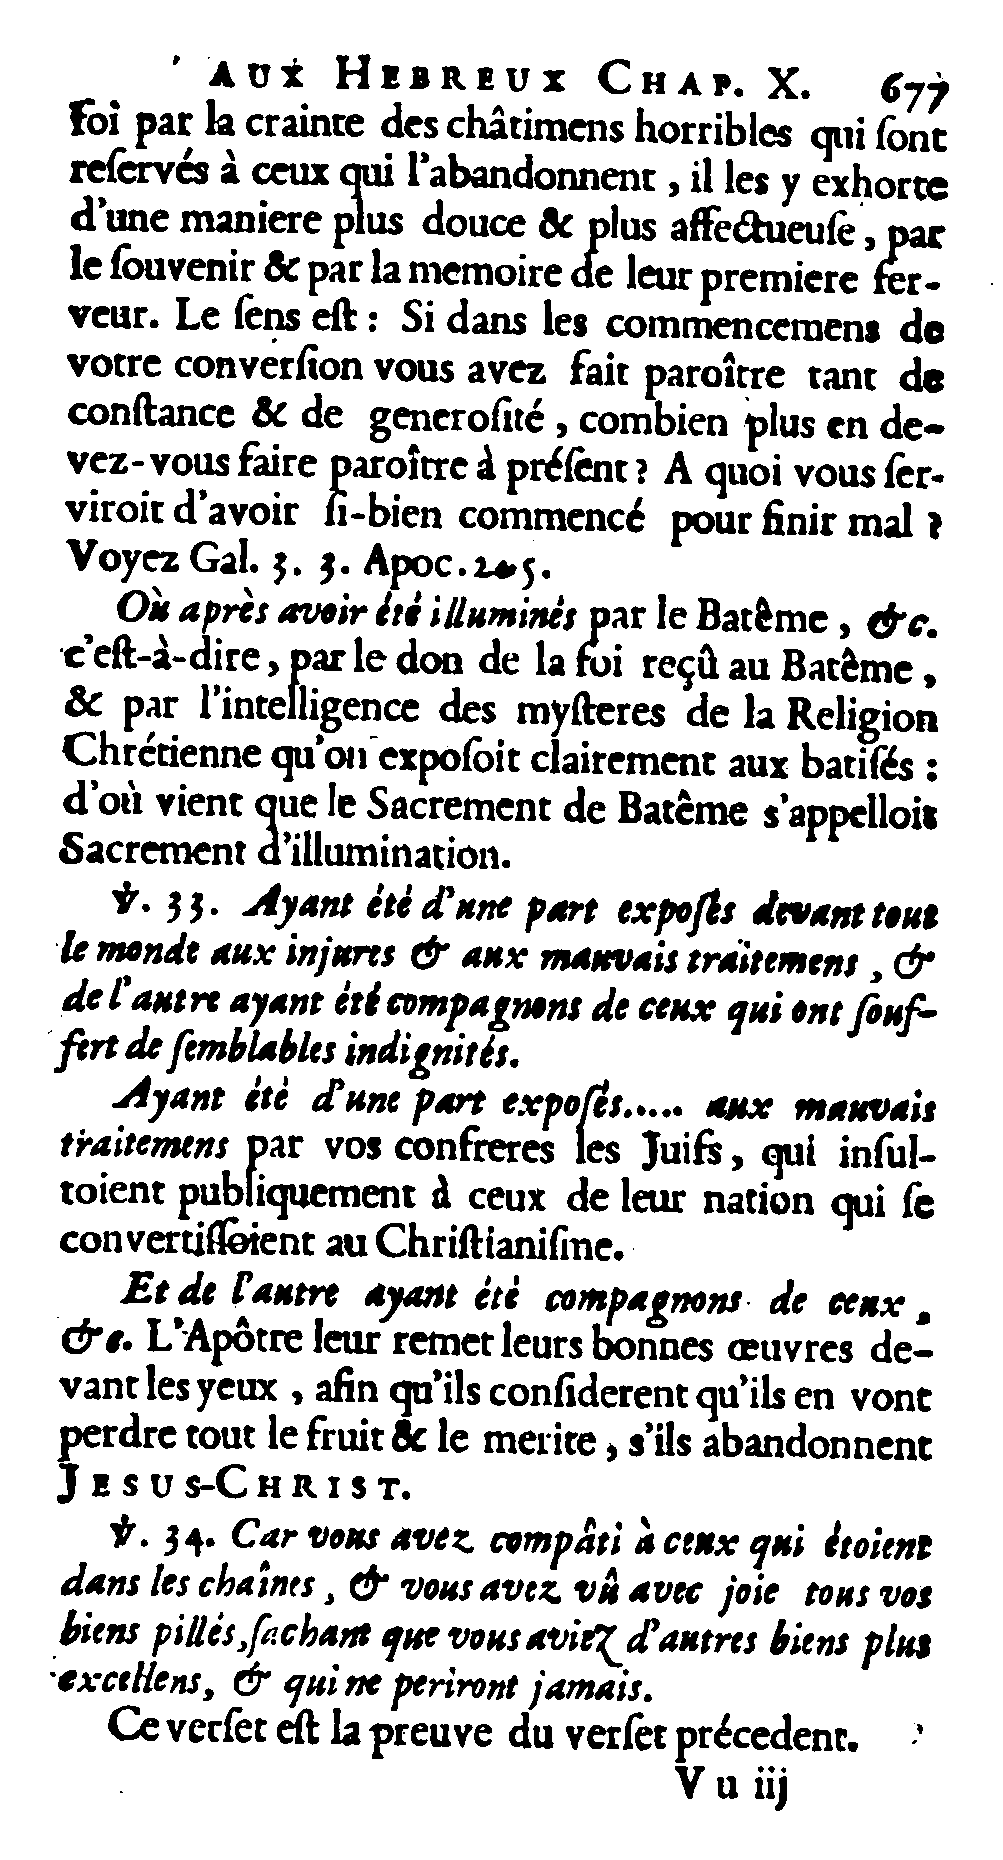 AUX HEBREUX CHAP. X. 677
foi par la crainte des châtimens horribles qui ſont
reſervés à ceux qui l'abandonnent, il les y exhorte
d'une maniere plus douce & plus affectueuſe, par
le ſouvenir & par la memoire de leur premiere fer-
veur. Le ſens eſt : Si dans les commencemens de
votre converſion vous avez fait paroître tant de
conſtance & de generoſité, combien plus en de-
vez-vous faire paroître à préſent ? A quoi vous ſer-
viroit d'avoir ſi-bien commencé pour finir mal ?
Voyez Gal. 3. 3. Apoc. 2. 5.
Où après avoir été illuminés par le Batême, &c.
c'eſt-à-dire, par le don de la foi reçû au Batême,
& par l'intelligence des myſteres de la Religion
Chrétienne qu'on expoſoit clairement aux batiſés :
d'où vient que le Sacrement de Batême s'appelloit
Sacrement d'illumination.
℣. 33. Ayant été d'une part expoſés devant tout
le monde aux injures & aux mauvais traitemens, &
de l'autre ayant été compagnons de ceux qui ont ſouf-
fert de ſemblables indignités.
Ayant été d'une part expoſés..... aux mauvais
traitemens par vos confreres les Juifs, qui inſul-
toient publiquement à ceux de leur nation qui ſe
convertiſſoient au Chriſtianiſme.
Et de l'autre ayant été compagnons de ceux,
&c. L'Apôtre leur remet leurs bonnes œuvres de-
vant les yeux, afin qu'ils conſiderent qu'ils en vont
perdre tout le fruit & le merite, s'ils abandonnent
JESUS-CHRIST.
℣. 34. Car vous avez compâti à ceux qui étoient
dans les chaînes, & vous avez vû avec joie tous vos
biens pillés, ſachant que vous aviez d'autres biens plus
excellens, & qui ne periront jamais.
Ce verſet eſt la preuve du verſet précedent.
V u iij